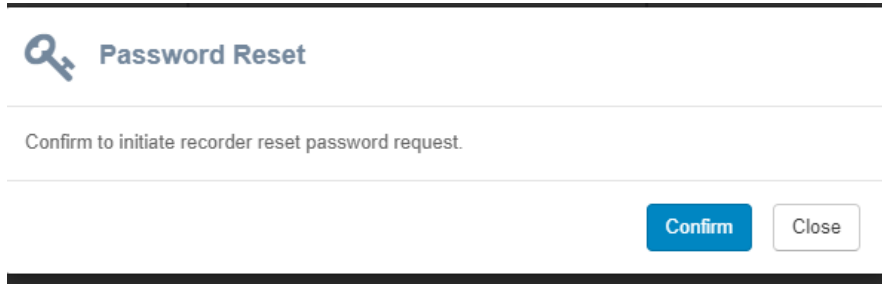 Password Reset
Confirm to initiate recorder reset password request.
Confirm Close